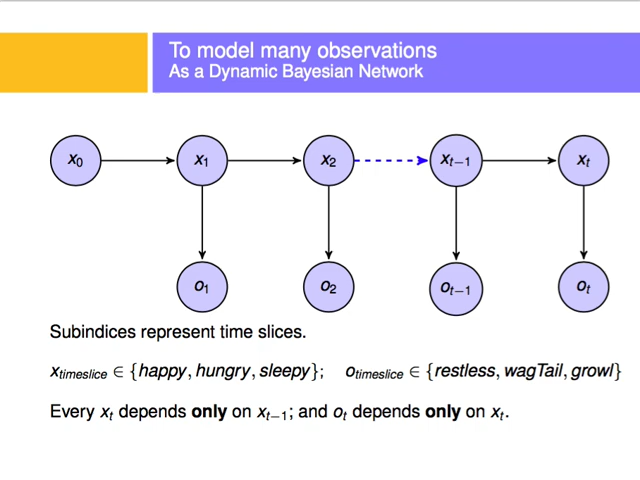 To model many observations
As a Dynamic Bayesian Network
x₀ x₁ x₂ xₜ₋₁ xₜ
o₁ o₂ oₜ₋₁ oₜ
Subindices represent time slices.
x_timeslice ∈ {happy, hungry, sleepy}; o_timeslice ∈ {restless, wagTail, growl}
Every xₜ depends only on xₜ₋₁; and oₜ depends only on xₜ.